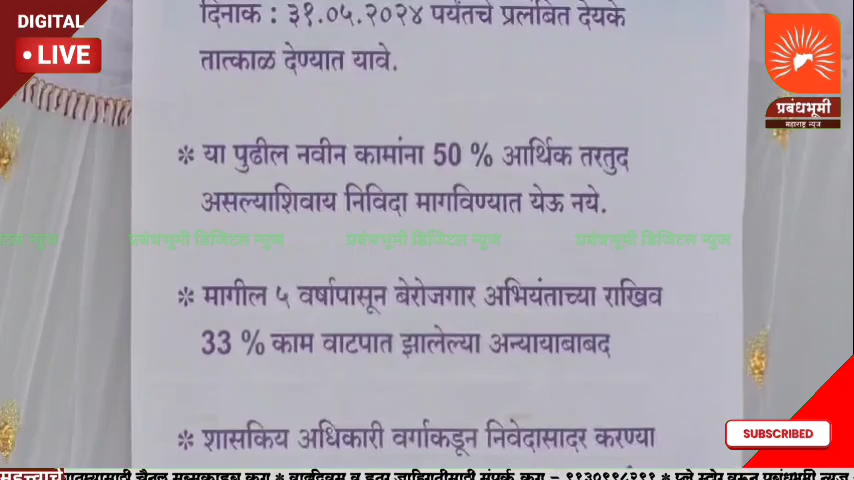 DIGITAL
• LIVE
प्रबंधभूमी
महाराष्ट्र न्यूज
दिनाक : ३१.०५.२०२४ पर्यंतचे प्रलंबित देयके
तात्काळ देण्यात यावे.
* या पुढील नवीन कामांना 50 % आर्थिक तरतुद
असल्याशिवाय निविदा मागविण्यात येऊ नये.
प्रबंधभूमी डिजिटल न्युज प्रबंधभूमी डिजिटल न्युज प्रबंधभूमी डिजिटल न्युज
* मागील ५ वर्षापासून बेरोजगार अभियंताच्या राखिव
33 % काम वाटपात झालेल्या अन्यायाबाबद
* शासकिय अधिकारी वर्गाकडून निवेदासादर करण्या
SUBSCRIBED